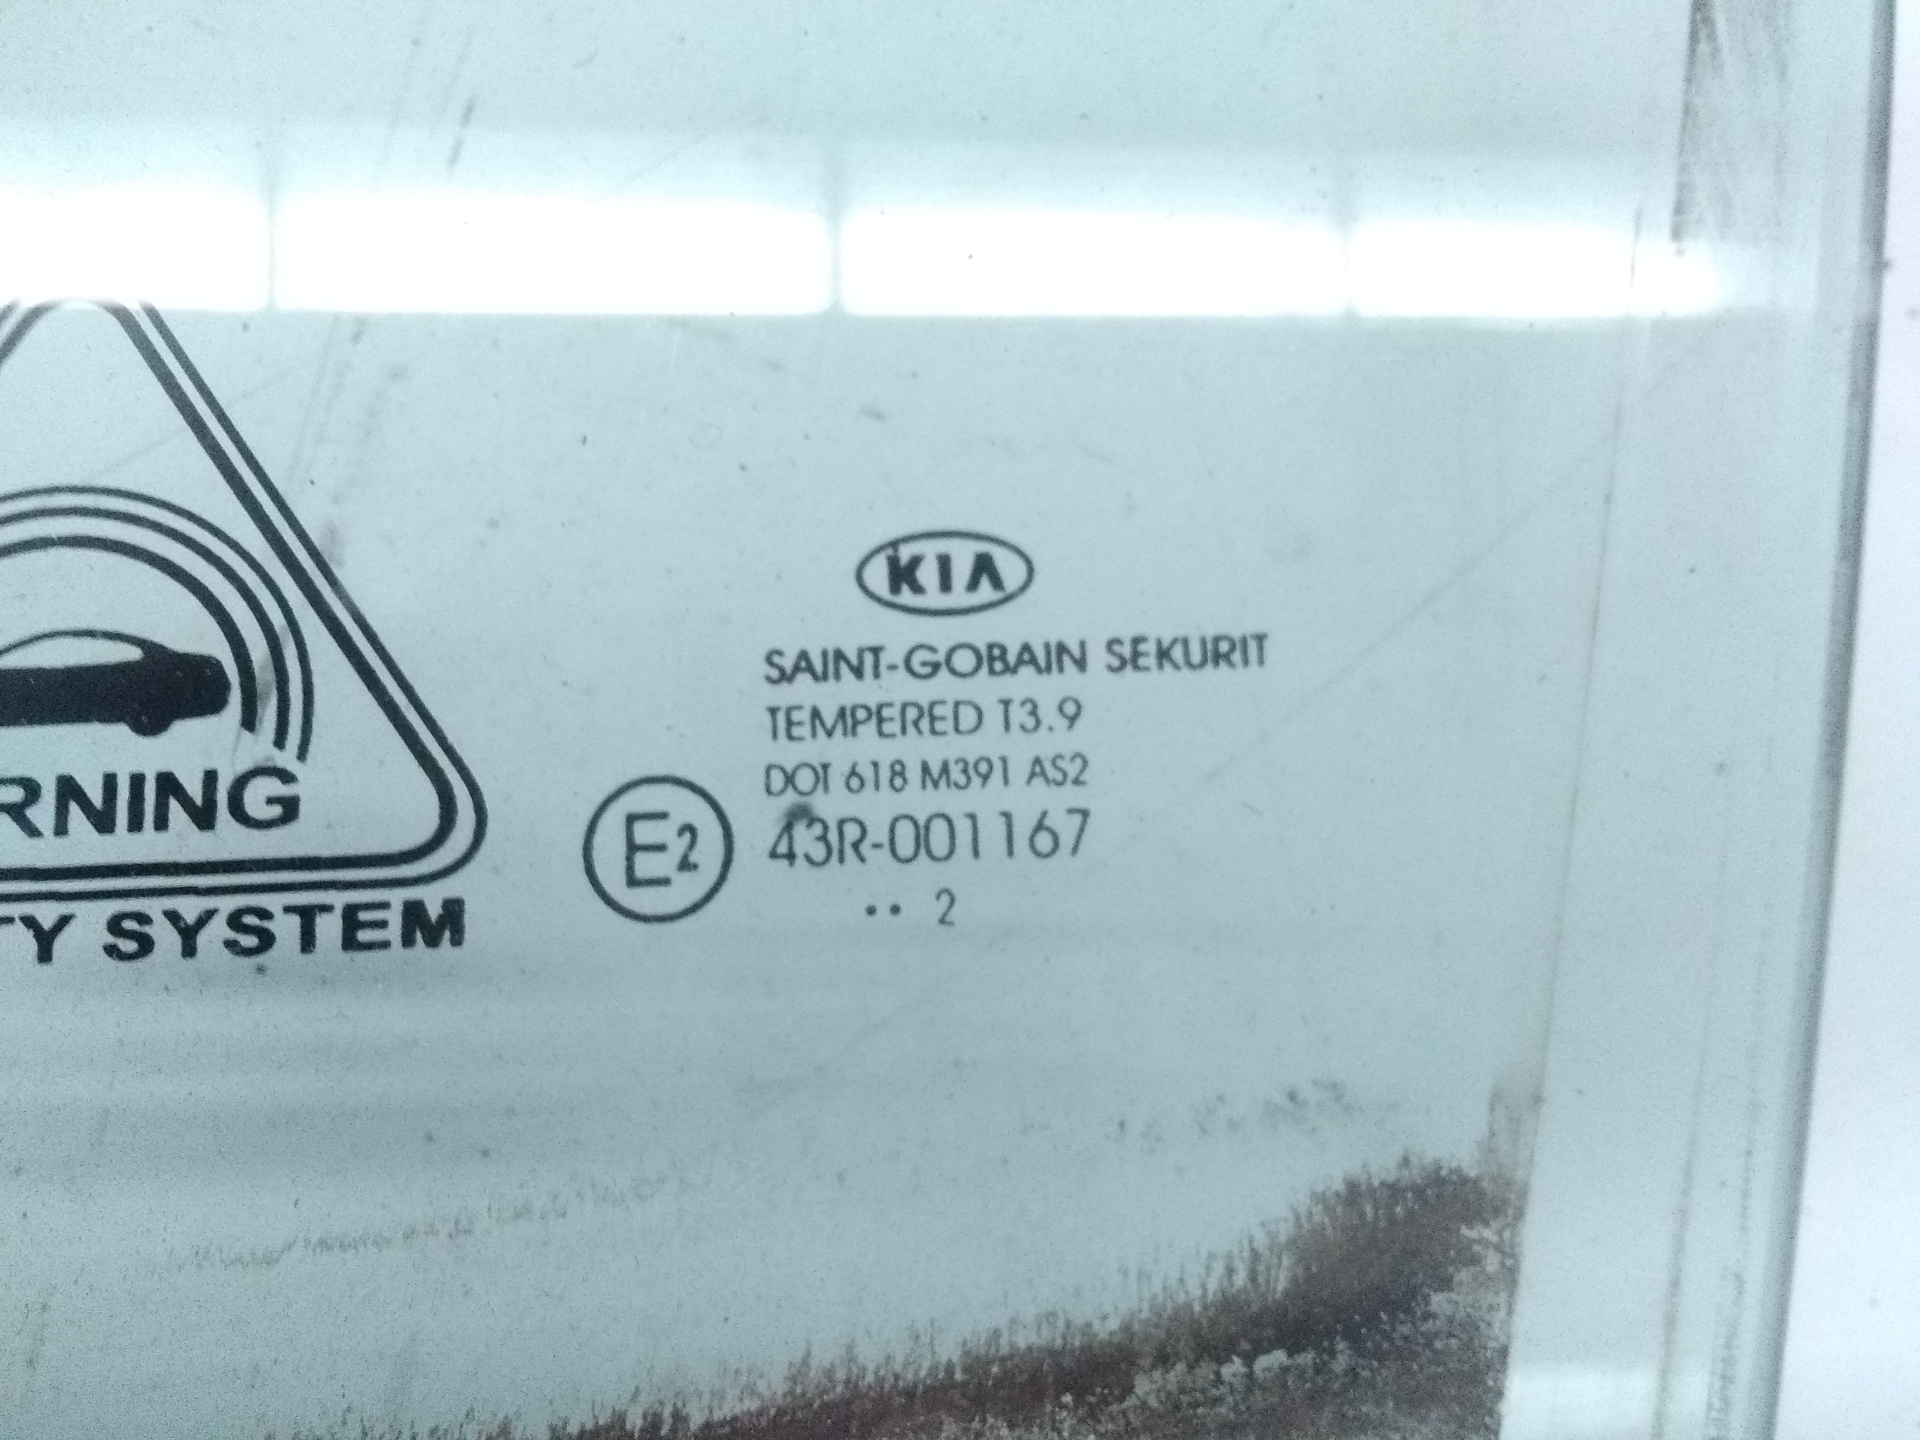 KIA
SAINT-GOBAIN SEKURIT
TEMPERED T3.9
DOT 618 M391 AS2
E2 43R-001167
•• 2
RNING
TY SYSTEM